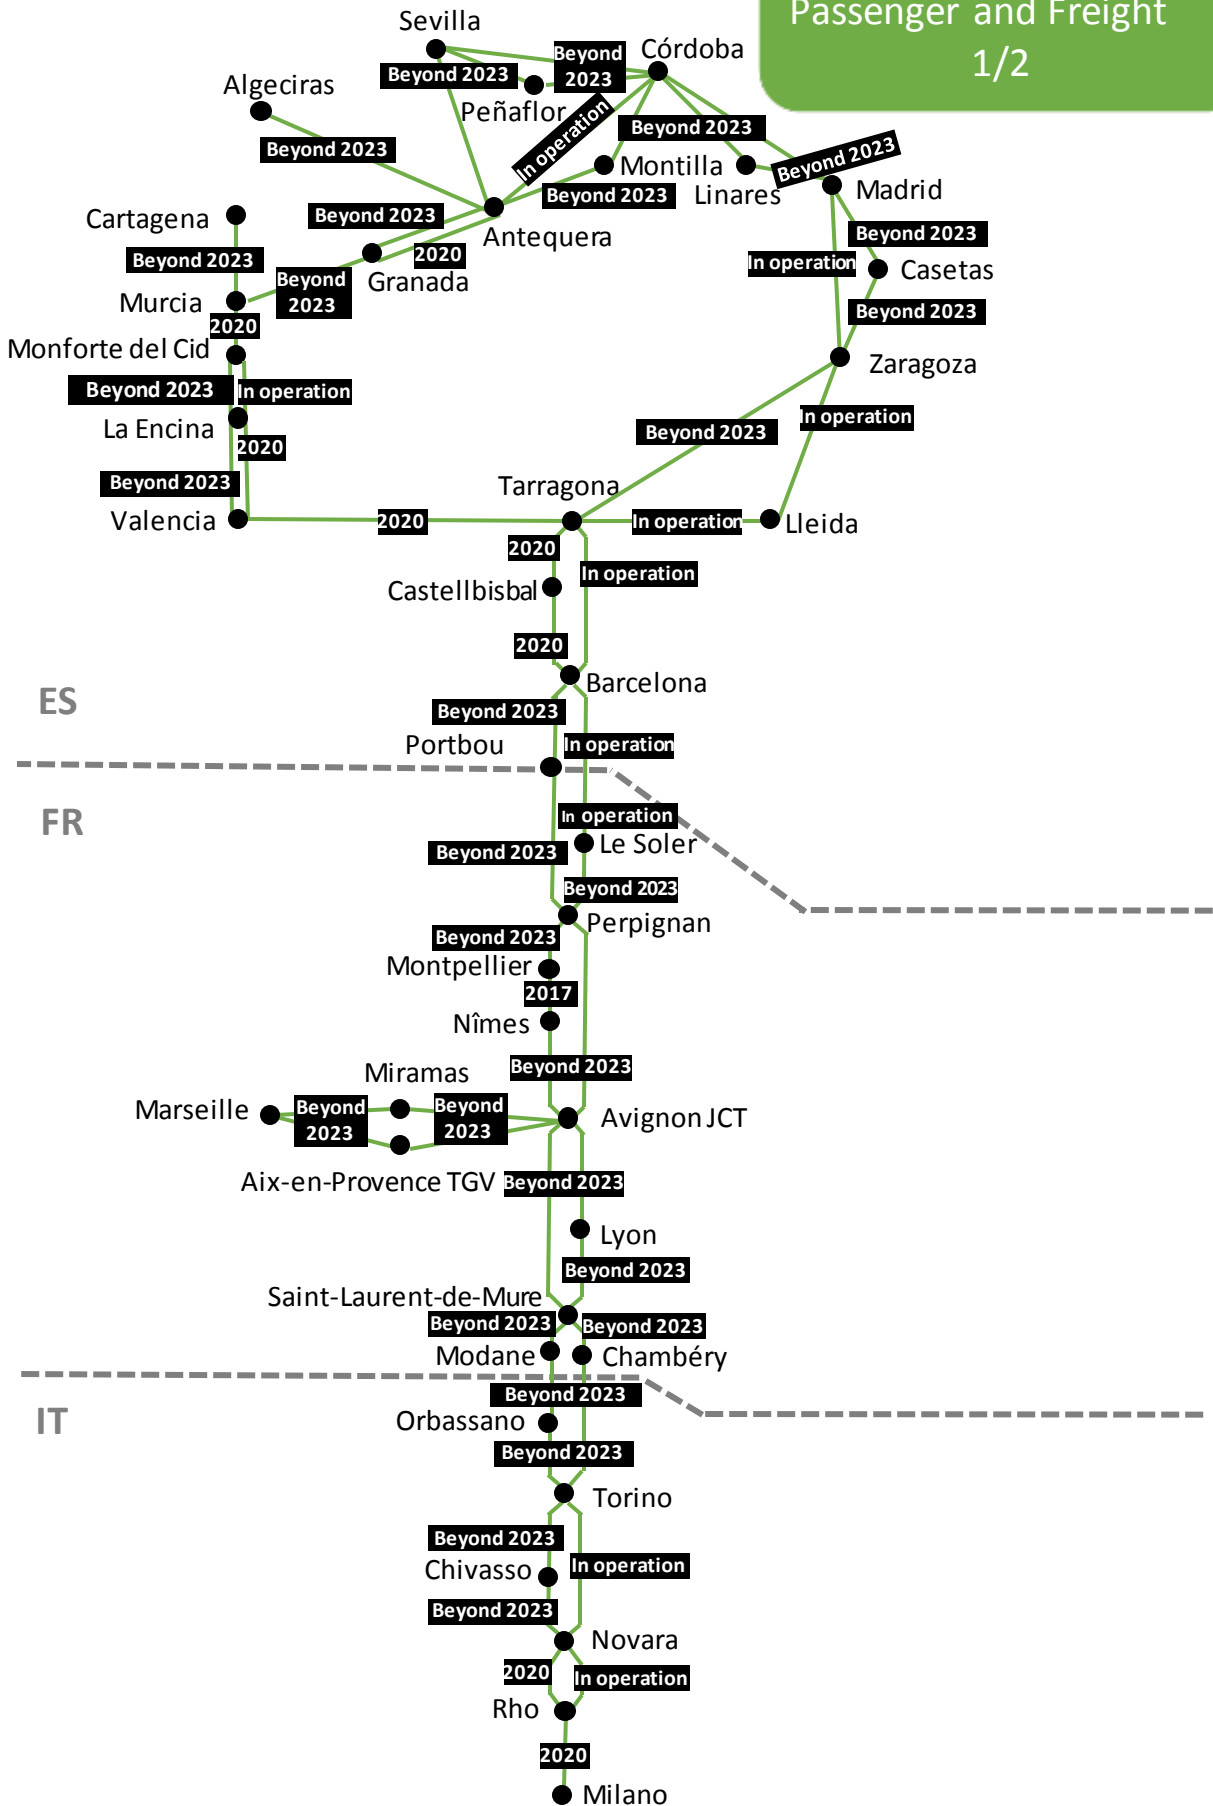 Passenger and Freight
1/2
Sevilla
Córdoba
Beyond
2023
Beyond 2023
Algeciras
Peñaflor
In operation
Beyond 2023
Beyond 2023
Beyond 2023
Montilla
Linares
Madrid
Beyond 2023
Cartagena
Beyond 2023
Antequera
Beyond 2023
2020
In operation
Casetas
Beyond 2023
Granada
Beyond
2023
Murcia
Beyond 2023
2020
Monforte del Cid
Zaragoza
Beyond 2023
In operation
In operation
La Encina
Beyond 2023
2020
Beyond 2023
Tarragona
Valencia
2020
In operation
Lleida
2020
In operation
Castellbisbal
2020
Barcelona
ES
Beyond 2023
Portbou
In operation
FR
In operation
Le Soler
Beyond 2023
Beyond 2023
Perpignan
Beyond 2023
Montpellier
2017
Nîmes
Beyond 2023
Miramas
Marseille
Beyond
2023
Beyond
2023
Avignon JCT
Aix-en-Provence TGV
Beyond 2023
Lyon
Beyond 2023
Saint-Laurent-de-Mure
Beyond 2023
Beyond 2023
Modane
Chambéry
Beyond 2023
IT
Orbassano
Beyond 2023
Torino
Beyond 2023
In operation
Chivasso
Beyond 2023
Novara
2020
In operation
Rho
2020
Milano